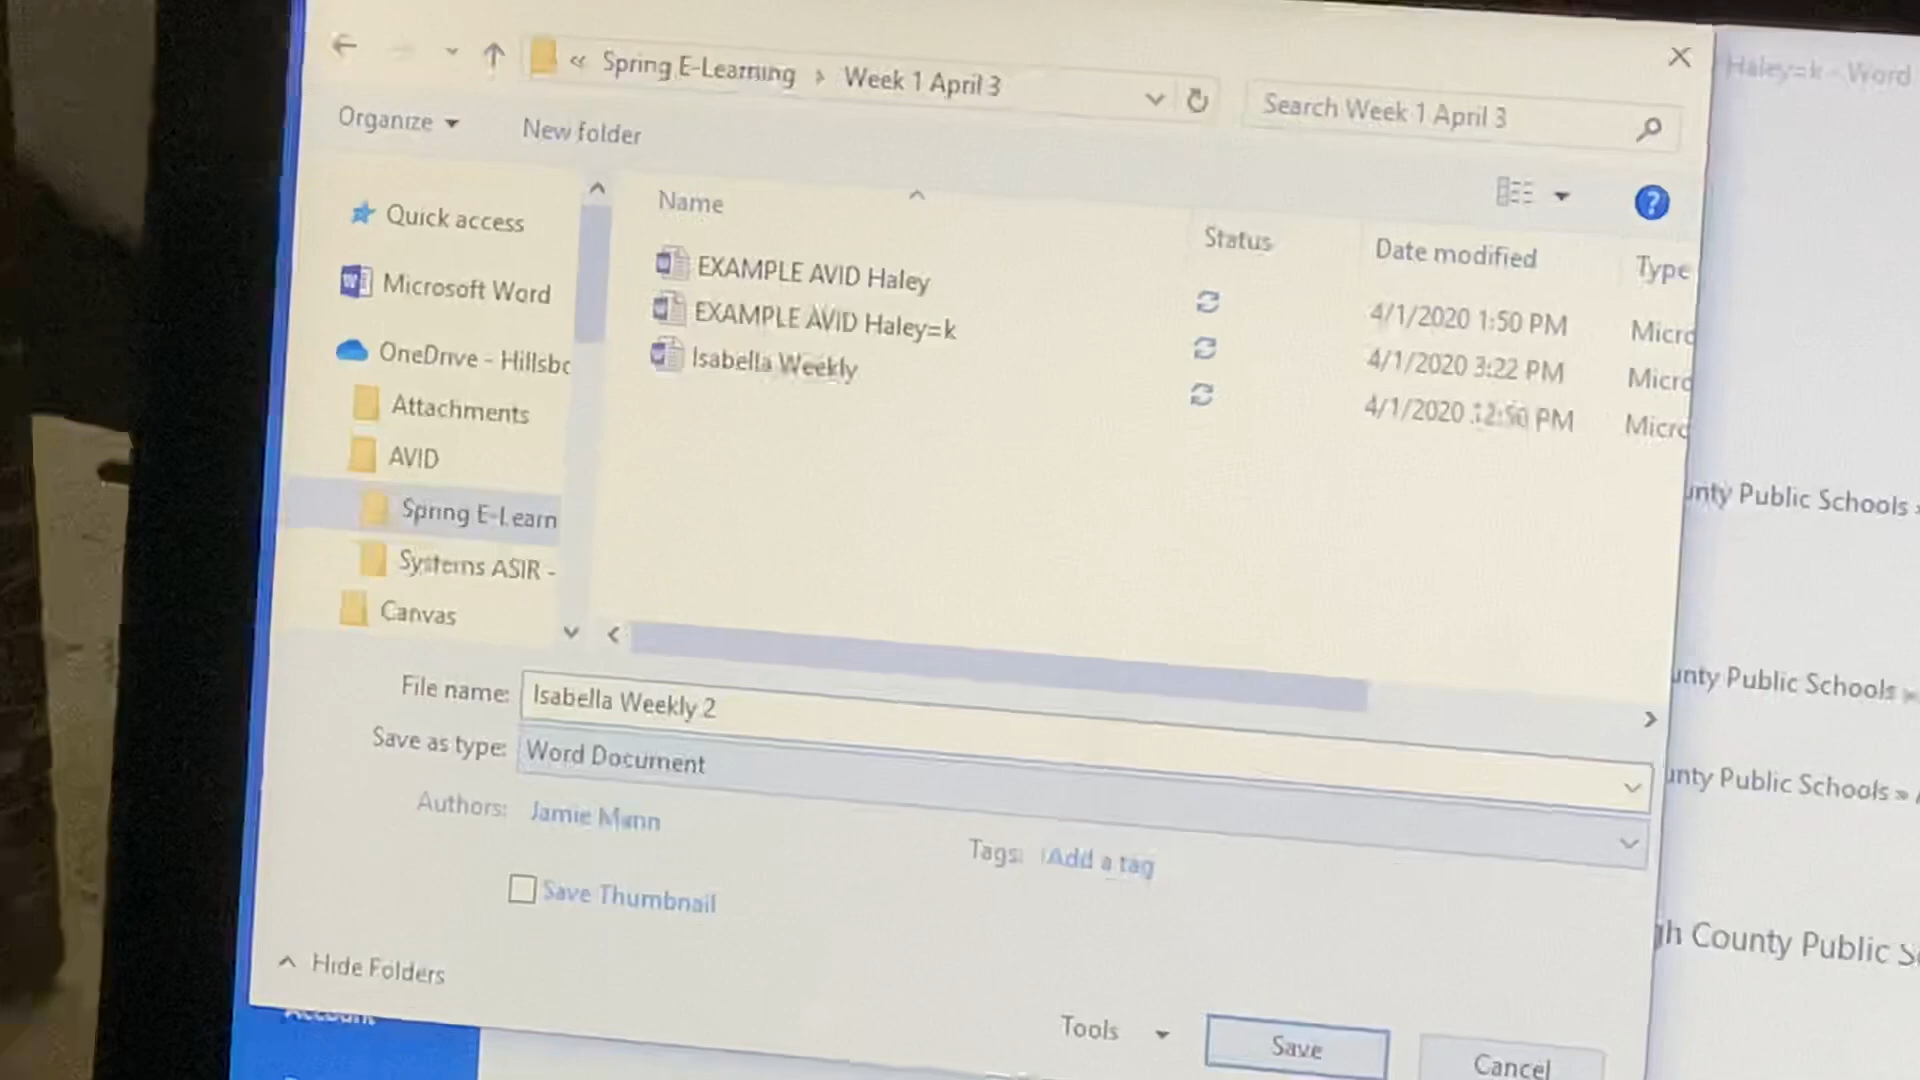 « Spring E-Learning > Week 1 April 3
Search Week 1 April 3
Haley=k - Word
Organize
New folder
Name
Status
Date modified
Type
Quick access
Microsoft Word
OneDrive - Hillsbo
Attachments
AVID
Spring E-Learn
Systems ASIR -
Canvas
EXAMPLE AVID Haley 4/1/2020 1:50 PM Micro
EXAMPLE AVID Haley=k 4/1/2020 3:22 PM Micro
Isabella Weekly 4/1/2020 12:50 PM Micro
unty Public Schools »
unty Public Schools »
unty Public Schools »
gh County Public S
File name: Isabella Weekly 2
Save as type: Word Document
Authors: Jamie Mann
Tags: Add a tag
Save Thumbnail
Hide Folders
Account
Tools
Save
Cancel